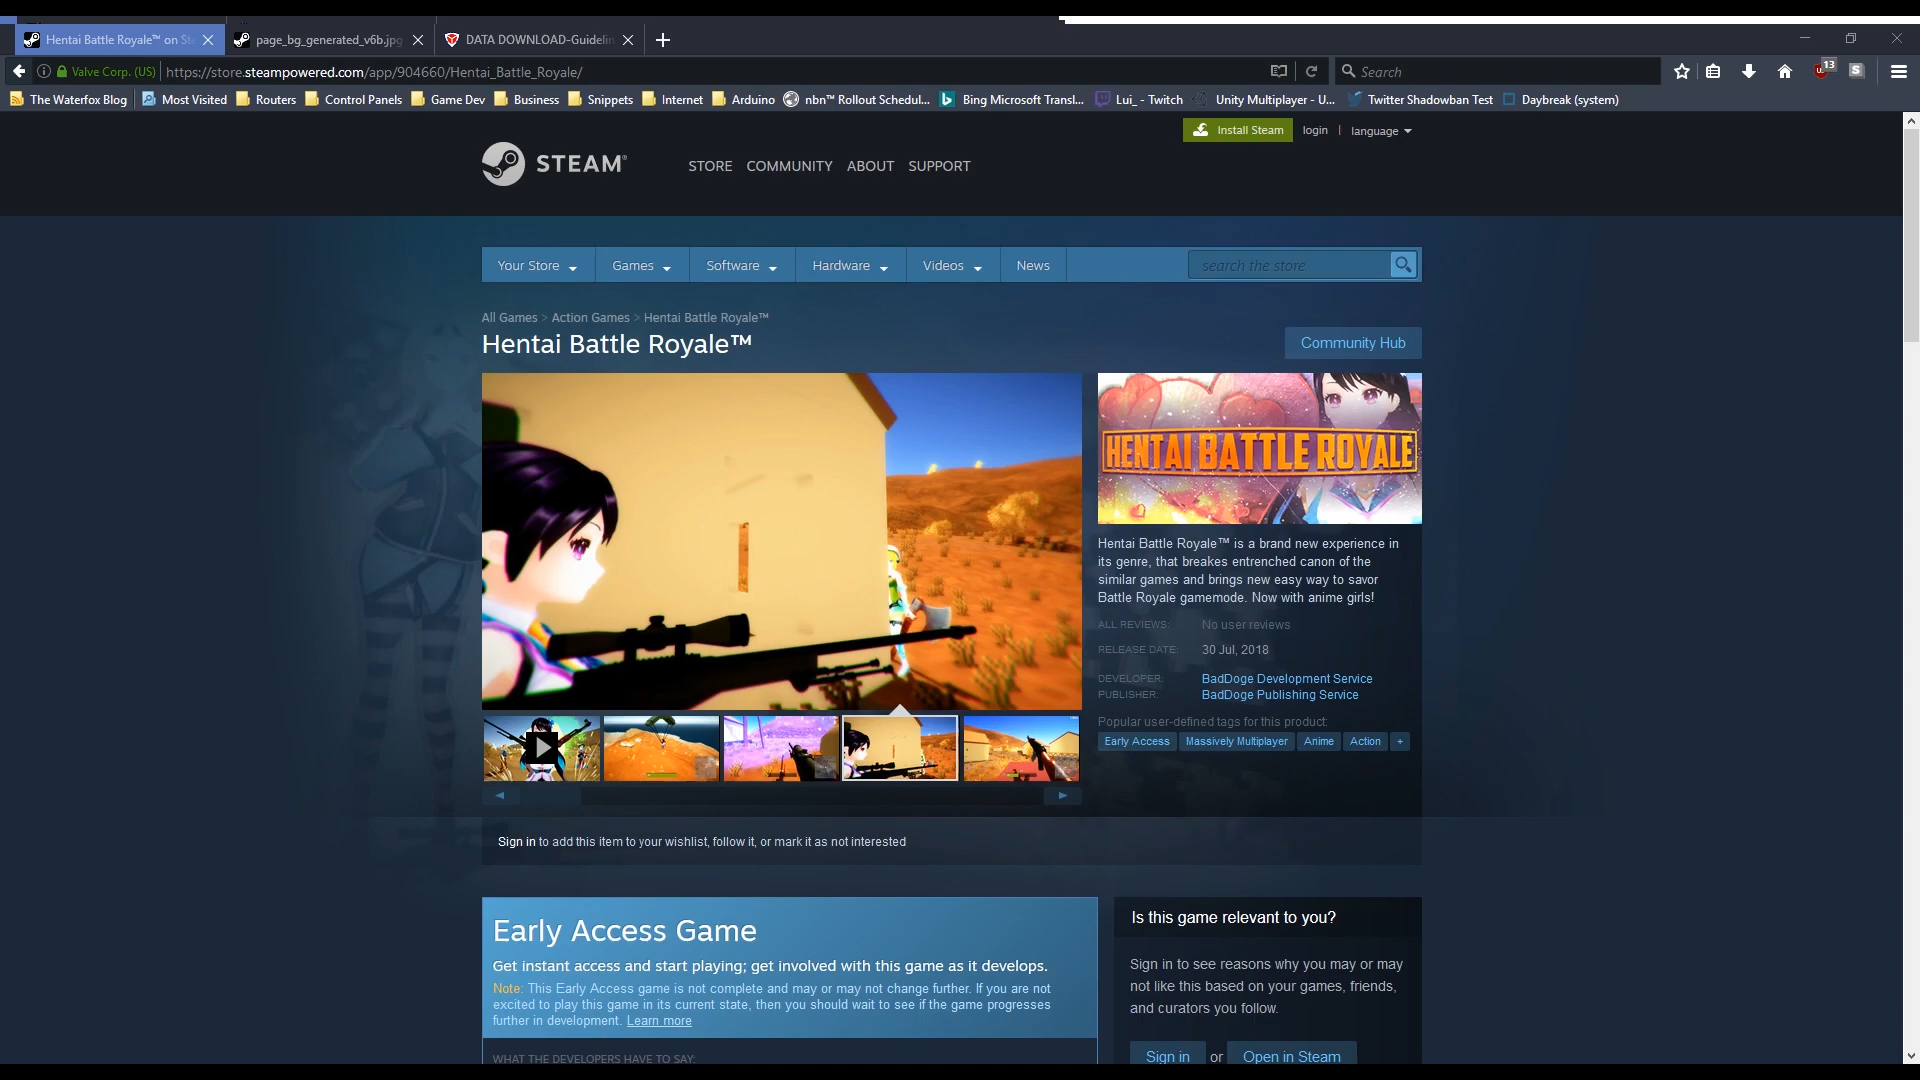 Hentai Battle Royale™ on St
page_bg_generated_v6b.jpg
DATA DOWNLOAD-Guidelin
Valve Corp. (US)
https://store.steampowered.com/app/904660/Hentai_Battle_Royale/
Search
13
The Waterfox Blog
Most Visited
Routers
Control Panels
Game Dev
Business
Snippets
Internet
Arduino
nbn™ Rollout Schedul...
Bing Microsoft Transl...
Lui_ - Twitch
Unity Multiplayer - U...
Twitter Shadowban Test
Daybreak (system)
Install Steam
login
language
STEAM®
STORE
COMMUNITY
ABOUT
SUPPORT
Your Store
Games
Software
Hardware
Videos
News
search the store
All Games > Action Games > Hentai Battle Royale™
Hentai Battle Royale™
Community Hub
HENTAI BATTLE ROYALE
Hentai Battle Royale™ is a brand new experience in
its genre, that breakes entrenched canon of the
similar games and brings new easy way to savor
Battle Royale gamemode. Now with anime girls!
ALL REVIEWS: No user reviews
RELEASE DATE: 30 Jul, 2018
DEVELOPER: BadDoge Development Service
PUBLISHER: BadDoge Publishing Service
Popular user-defined tags for this product:
Early Access
Massively Multiplayer
Anime
Action
+
Sign in to add this item to your wishlist, follow it, or mark it as not interested
Early Access Game
Get instant access and start playing; get involved with this game as it develops.
Note: This Early Access game is not complete and may or may not change further. If you are not
excited to play this game in its current state, then you should wait to see if the game progresses
further in development. Learn more
WHAT THE DEVELOPERS HAVE TO SAY:
Is this game relevant to you?
Sign in to see reasons why you may or may
not like this based on your games, friends,
and curators you follow.
Sign in or Open in Steam